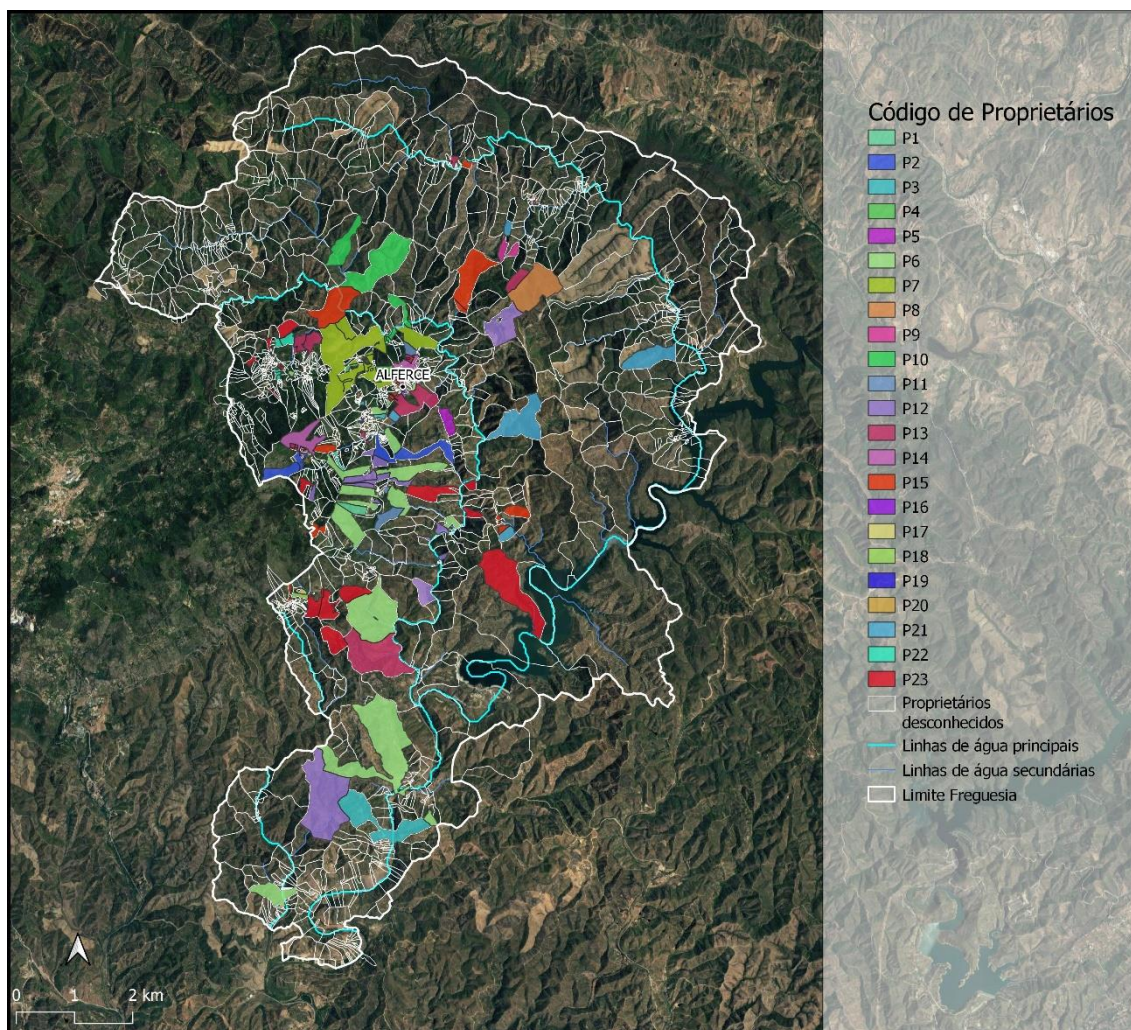 Código de Proprietários
P1
P2
P3
P4
P5
P6
P7
P8
P9
P10
P11
P12
P13
P14
P15
P16
P17
P18
P19
P20
P21
P22
P23
Proprietários
desconhecidos
Linhas de água principais
Linhas de água secundárias
Limite Freguesia
ALFERCE
0 1 2 km